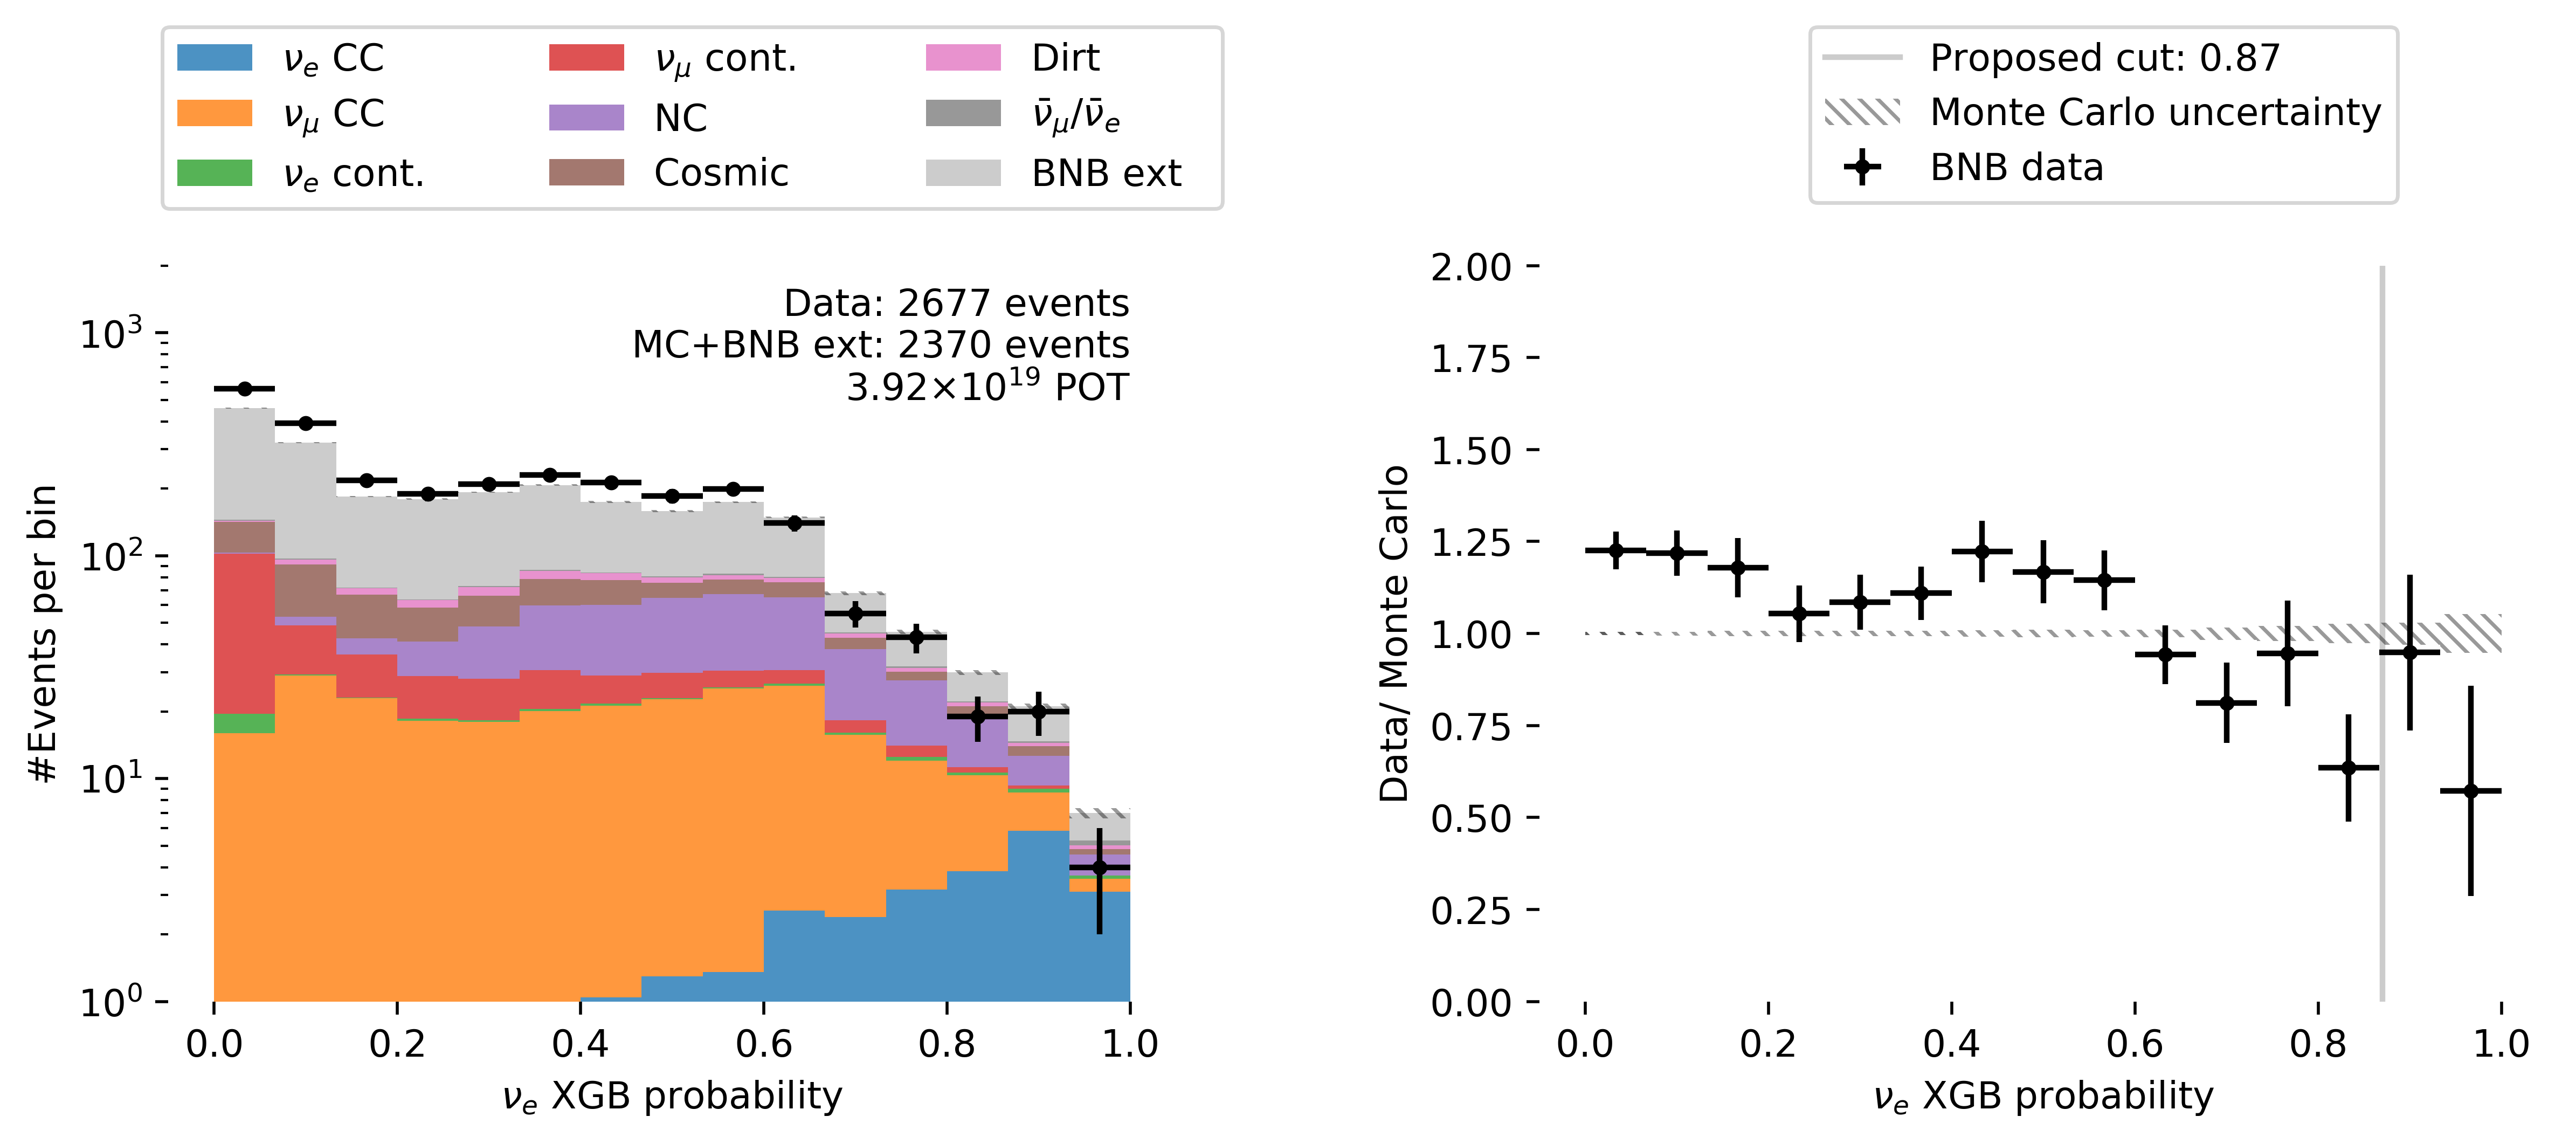 νe CC
νμ CC
νe cont.
νμ cont.
NC
Cosmic
Dirt
ν̄μ/ν̄e
BNB ext
Data: 2677 events
MC+BNB ext: 2370 events
3.92×10¹⁹ POT
#Events per bin
10³
10²
10¹
10⁰
0.0 0.2 0.4 0.6 0.8 1.0
νe XGB probability
Proposed cut: 0.87
Monte Carlo uncertainty
BNB data
Data/ Monte Carlo
2.00
1.75
1.50
1.25
1.00
0.75
0.50
0.25
0.00
0.0 0.2 0.4 0.6 0.8 1.0
νe XGB probability